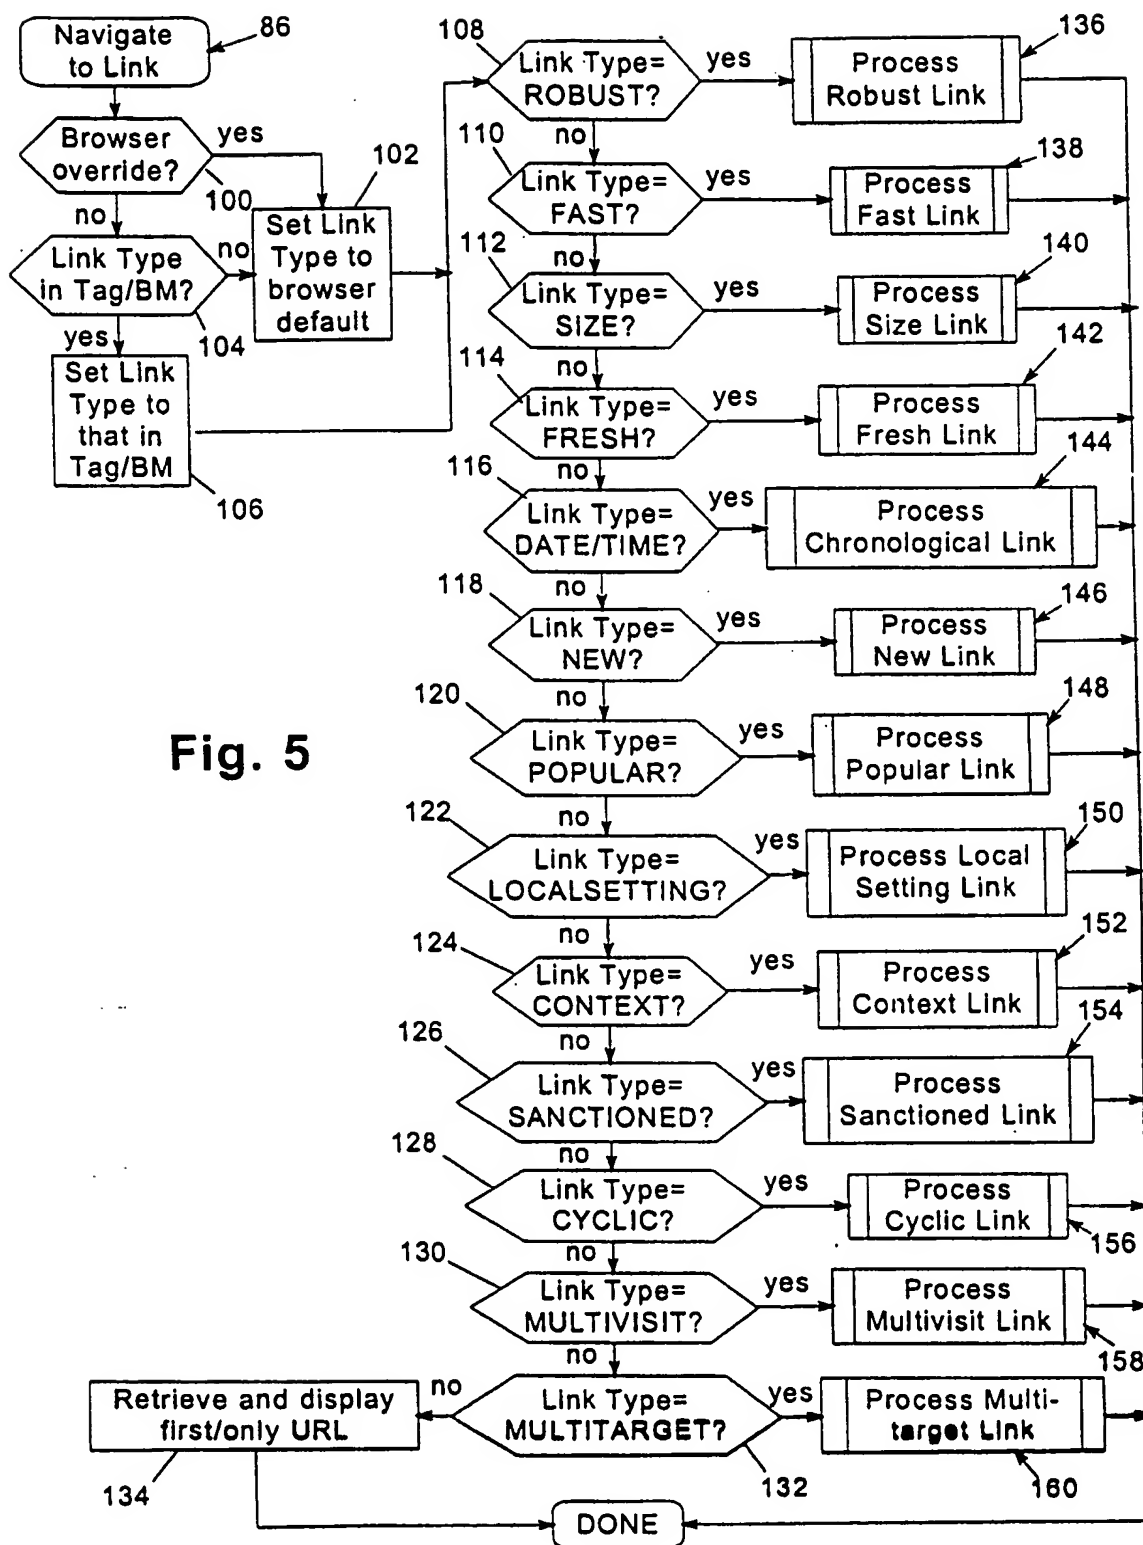 Navigate
to Link
86
Browser
override?
yes
100
no
102
Link Type
in Tag/BM?
no
104
yes
Set Link
Type to
browser
default
Set Link
Type to
that in
Tag/BM
106
108
Link Type=
ROBUST?
yes
Process
Robust Link
136
no
110
Link Type=
FAST?
yes
Process
Fast Link
138
no
112
Link Type=
SIZE?
yes
Process
Size Link
140
no
114
Link Type=
FRESH?
yes
Process
Fresh Link
142
no
116
Link Type=
DATE/TIME?
yes
Process
Chronological Link
144
no
118
Link Type=
NEW?
yes
Process
New Link
146
no
120
Link Type=
POPULAR?
yes
Process
Popular Link
148
no
Fig. 5
122
Link Type=
LOCALSETTING?
yes
Process Local
Setting Link
150
no
124
Link Type=
CONTEXT?
yes
Process
Context Link
152
no
126
Link Type=
SANCTIONED?
yes
Process
Sanctioned Link
154
no
128
Link Type=
CYCLIC?
yes
Process
Cyclic Link
156
no
130
Link Type=
MULTIVISIT?
yes
Process
Multivisit Link
158
no
Link Type=
MULTITARGET?
132
yes
Process Multi-
target Link
160
no
Retrieve and display
first/only URL
134
DONE